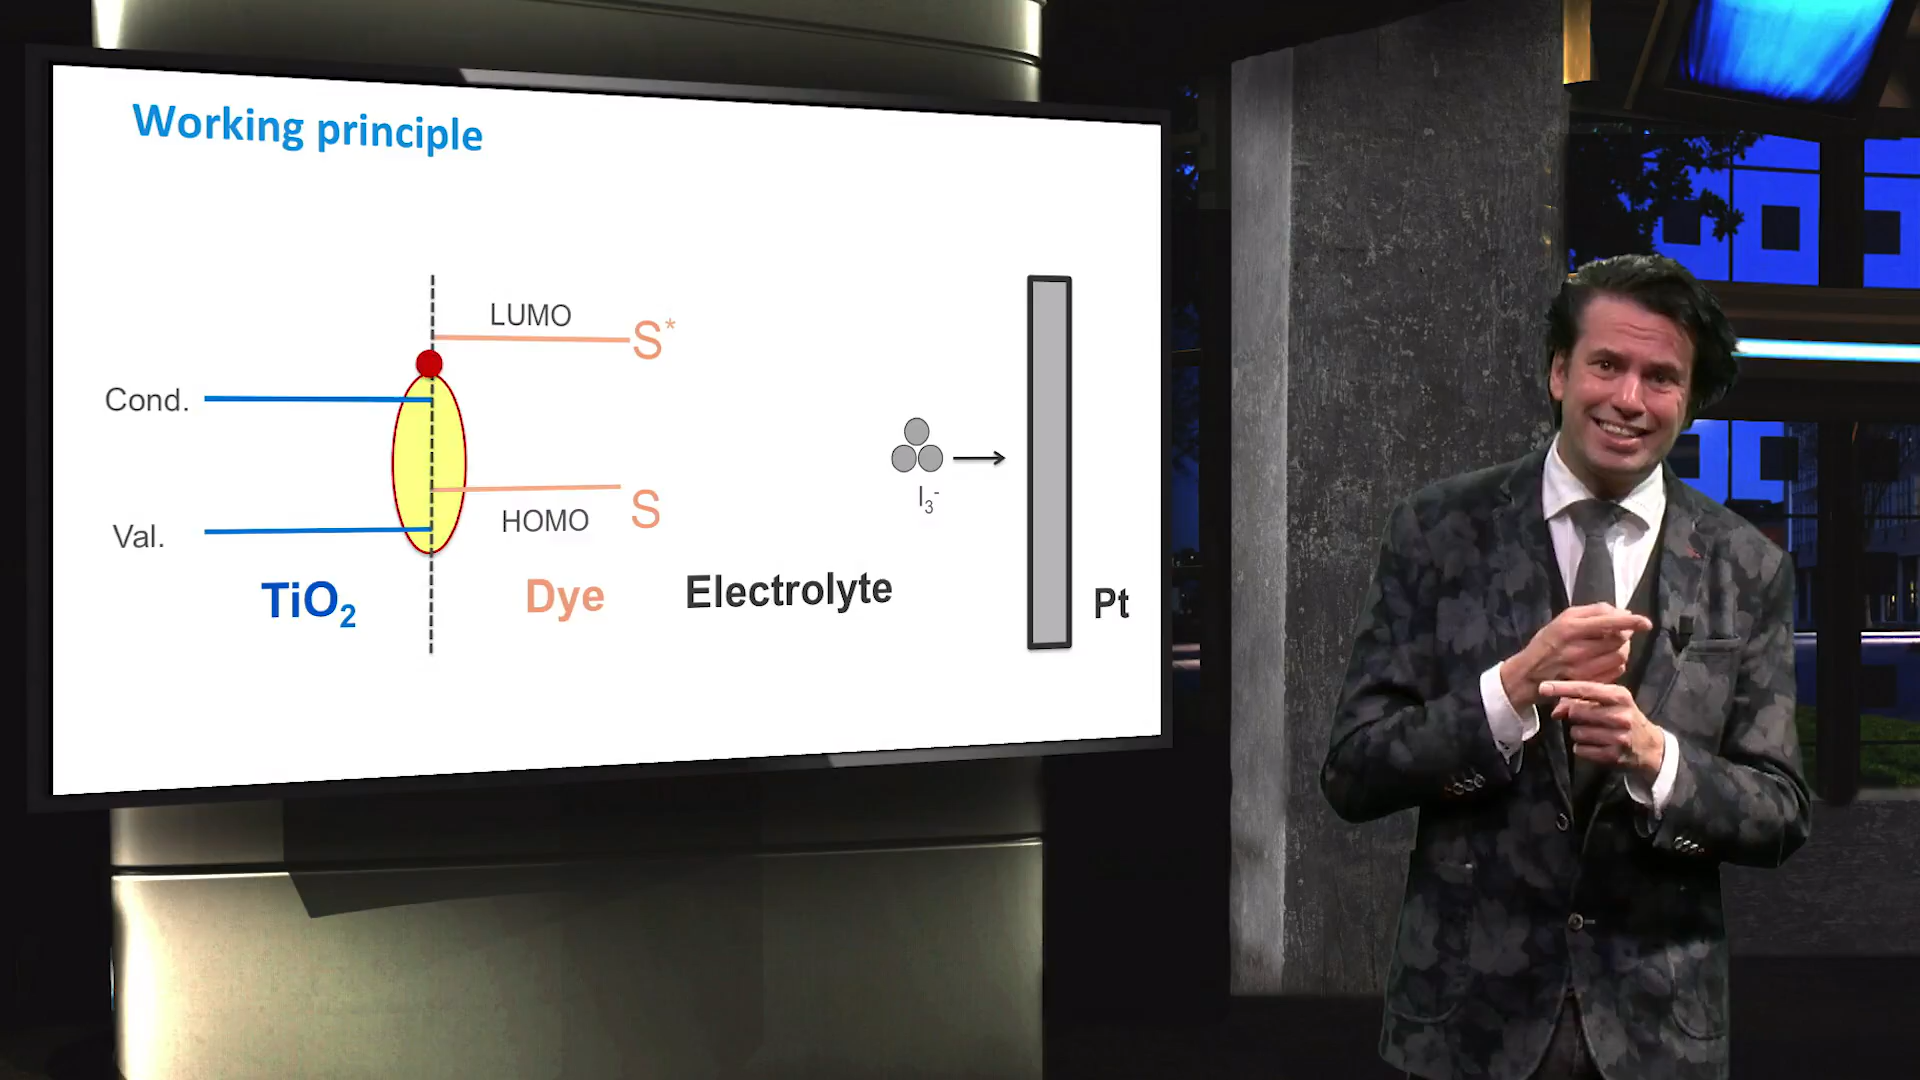 Working principle
LUMO
S*
Cond.
I3-
HOMO
S
Val.
TiO2
Dye
Electrolyte
Pt